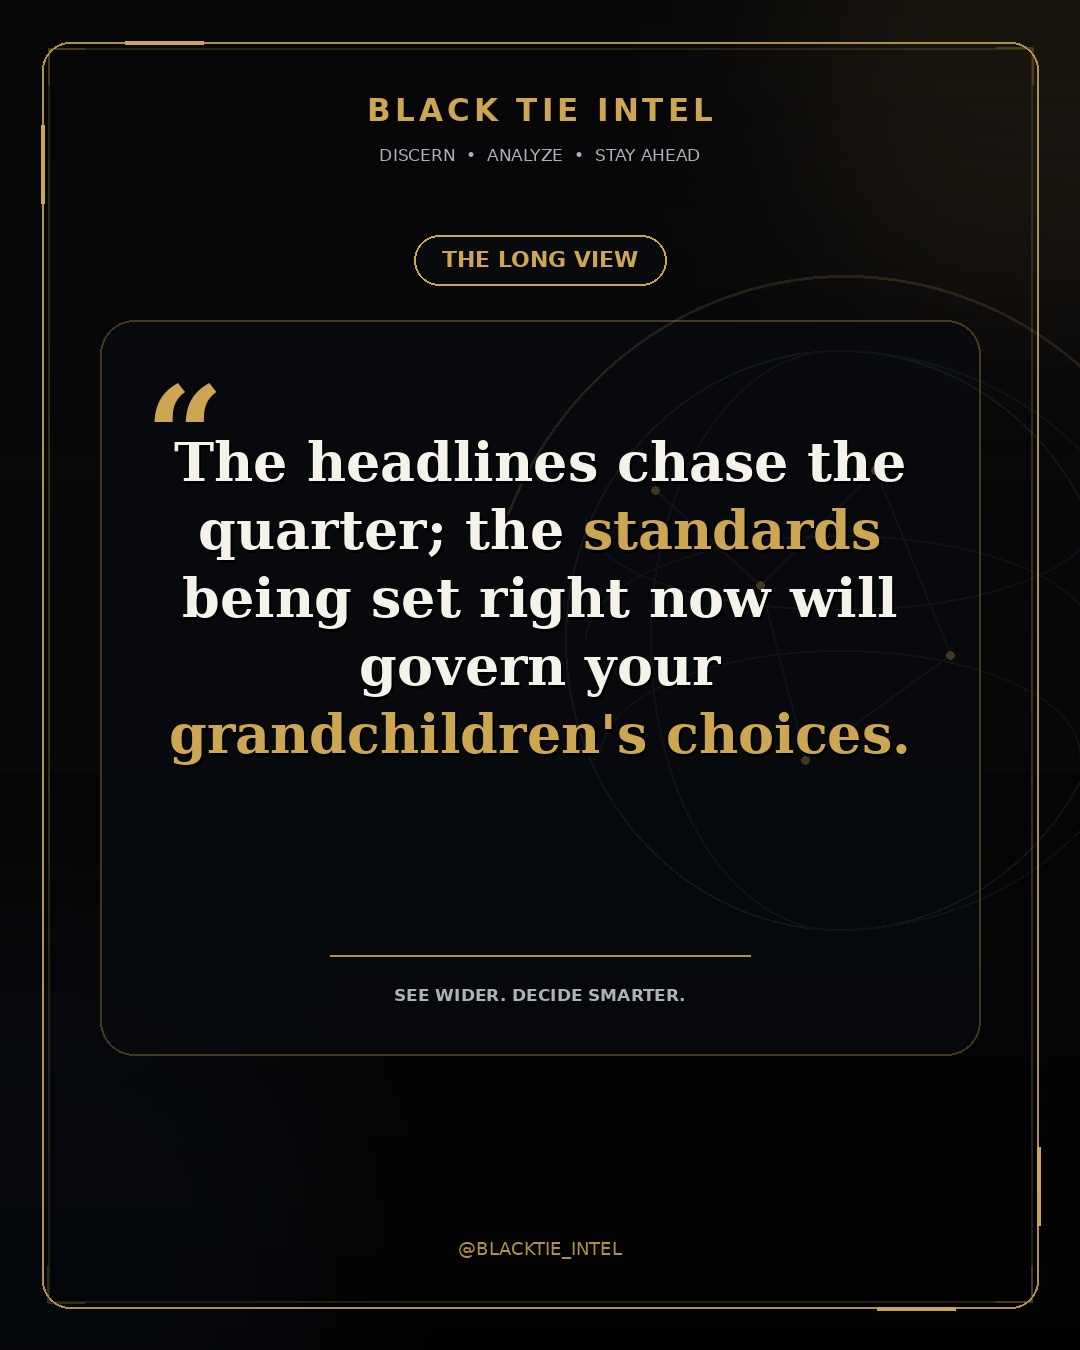 BLACK TIE INTEL
DISCERN • ANALYZE • STAY AHEAD
THE LONG VIEW
“
The headlines chase the
quarter; the standards
being set right now will
govern your
grandchildren's choices.
SEE WIDER. DECIDE SMARTER.
@BLACKTIE_INTEL